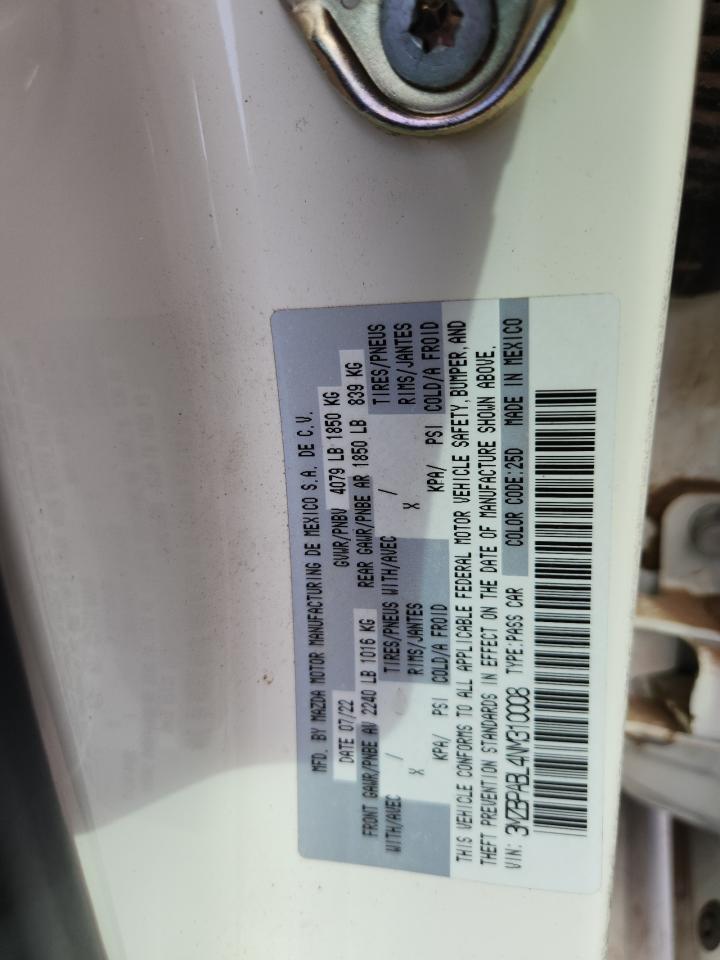 MFD. BY MAZDA MOTOR MANUFACTURING DE MEXICO S.A. DE C.V.
DATE 07/22 GVWR/PNBV 4079 LB 1850 KG
FRONT GAWR/PNBE AV 2240 LB 1016 KG REAR GAWR/PNBE AR 1850 LB 839 KG
WITH/AVEC / TIRES/PNEUS WITH/AVEC / TIRES/PNEUS
X RIMS/JANTES X RIMS/JANTES
KPA/ PSI COLD/A FROID KPA/ PSI COLD/A FROID
THIS VEHICLE CONFORMS TO ALL APPLICABLE FEDERAL MOTOR VEHICLE SAFETY, BUMPER, AND
THEFT PREVENTION STANDARDS IN EFFECT ON THE DATE OF MANUFACTURE SHOWN ABOVE.
VIN: 3MZBPABL4NM310008 TYPE:PASS CAR COLOR CODE:25D MADE IN MEXICO